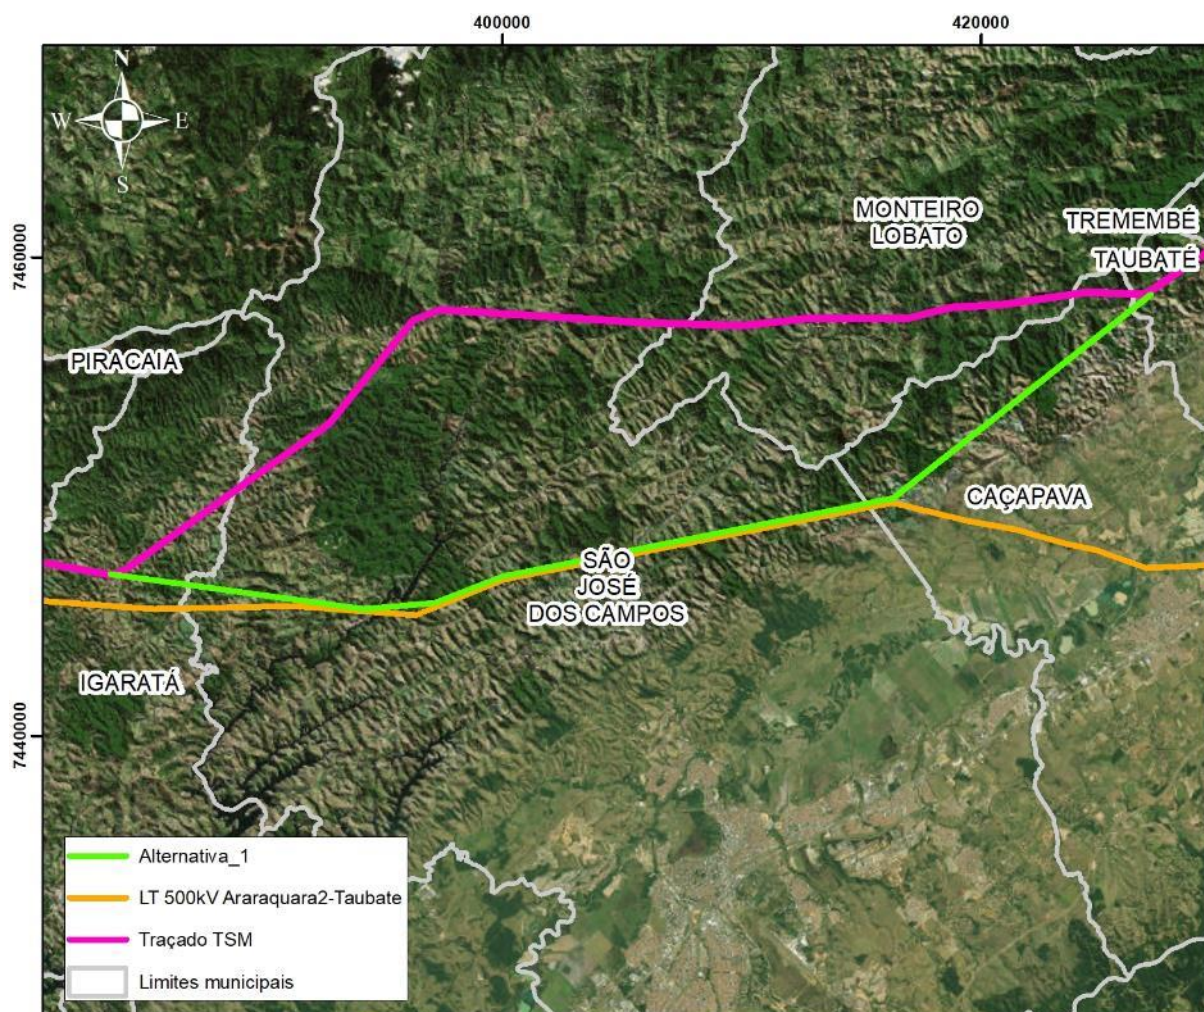 400000
420000
N
W
E
S
MONTEIRO
LOBATO
TREMEMBÉ
TAUBATÉ
7460000
PIRACAIA
CAÇAPAVA
SÃO
JOSÉ
DOS CAMPOS
IGARATÁ
7440000
Alternativa_1
LT 500kV Araraquara2-Taubate
Traçado TSM
Limites municipais